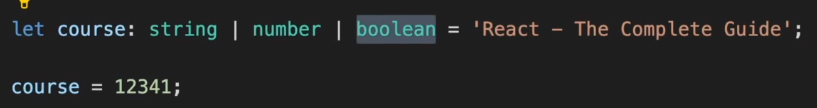 let course: string | number | boolean = 'React - The Complete Guide';
course = 12341;